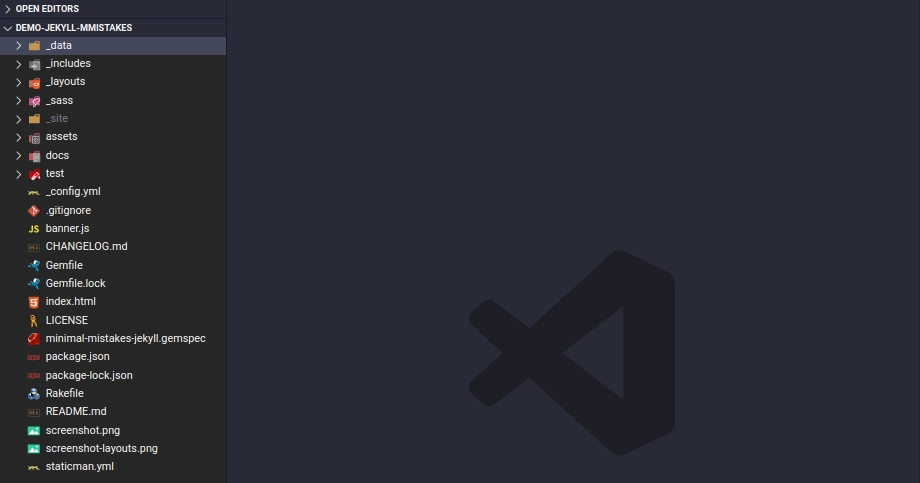 OPEN EDITORS
DEMO-JEKYLL-MMISTAKES
_data
_includes
_layouts
_sass
_site
assets
docs
test
_config.yml
.gitignore
JS banner.js
CHANGELOG.md
Gemfile
Gemfile.lock
index.html
LICENSE
minimal-mistakes-jekyll.gemspec
package.json
package-lock.json
Rakefile
README.md
screenshot.png
screenshot-layouts.png
staticman.yml